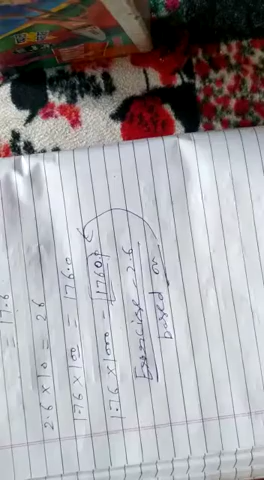 = 17.6
2.6 × 10 = 26
1.76 × 100 = 176.0
1.76 × 1000 = 1760
Exercise - 2.6
based on